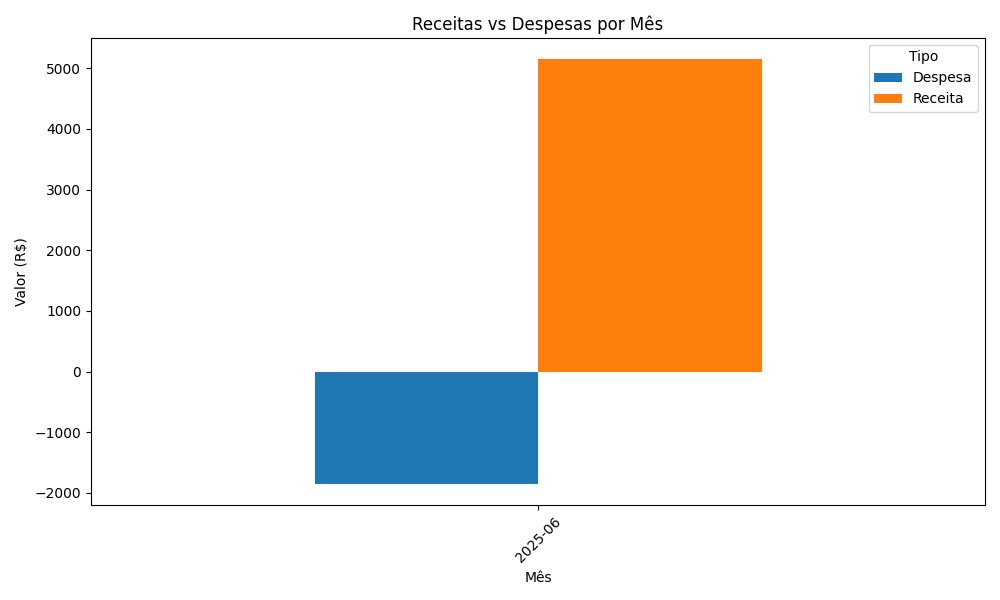 Receitas vs Despesas por Mês
Tipo
Despesa
Receita
Valor (R$)
5000
4000
3000
2000
1000
0
−1000
−2000
2025-06
Mês